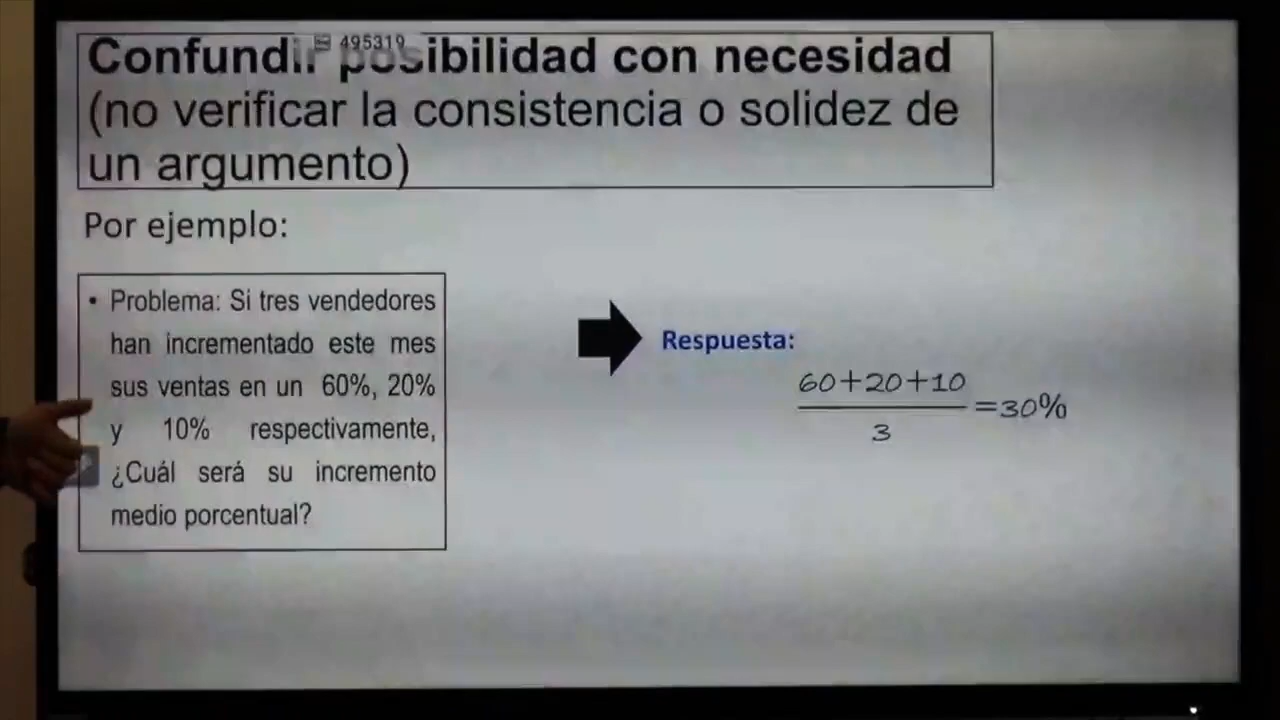 Confundir posibilidad con necesidad
(no verificar la consistencia o solidez de
un argumento)
495319
Por ejemplo:
• Problema: Si tres vendedores
han incrementado este mes
sus ventas en un 60%, 20%
y 10% respectivamente,
¿Cuál será su incremento
medio porcentual?
Respuesta:
60+20+10
=30%
3